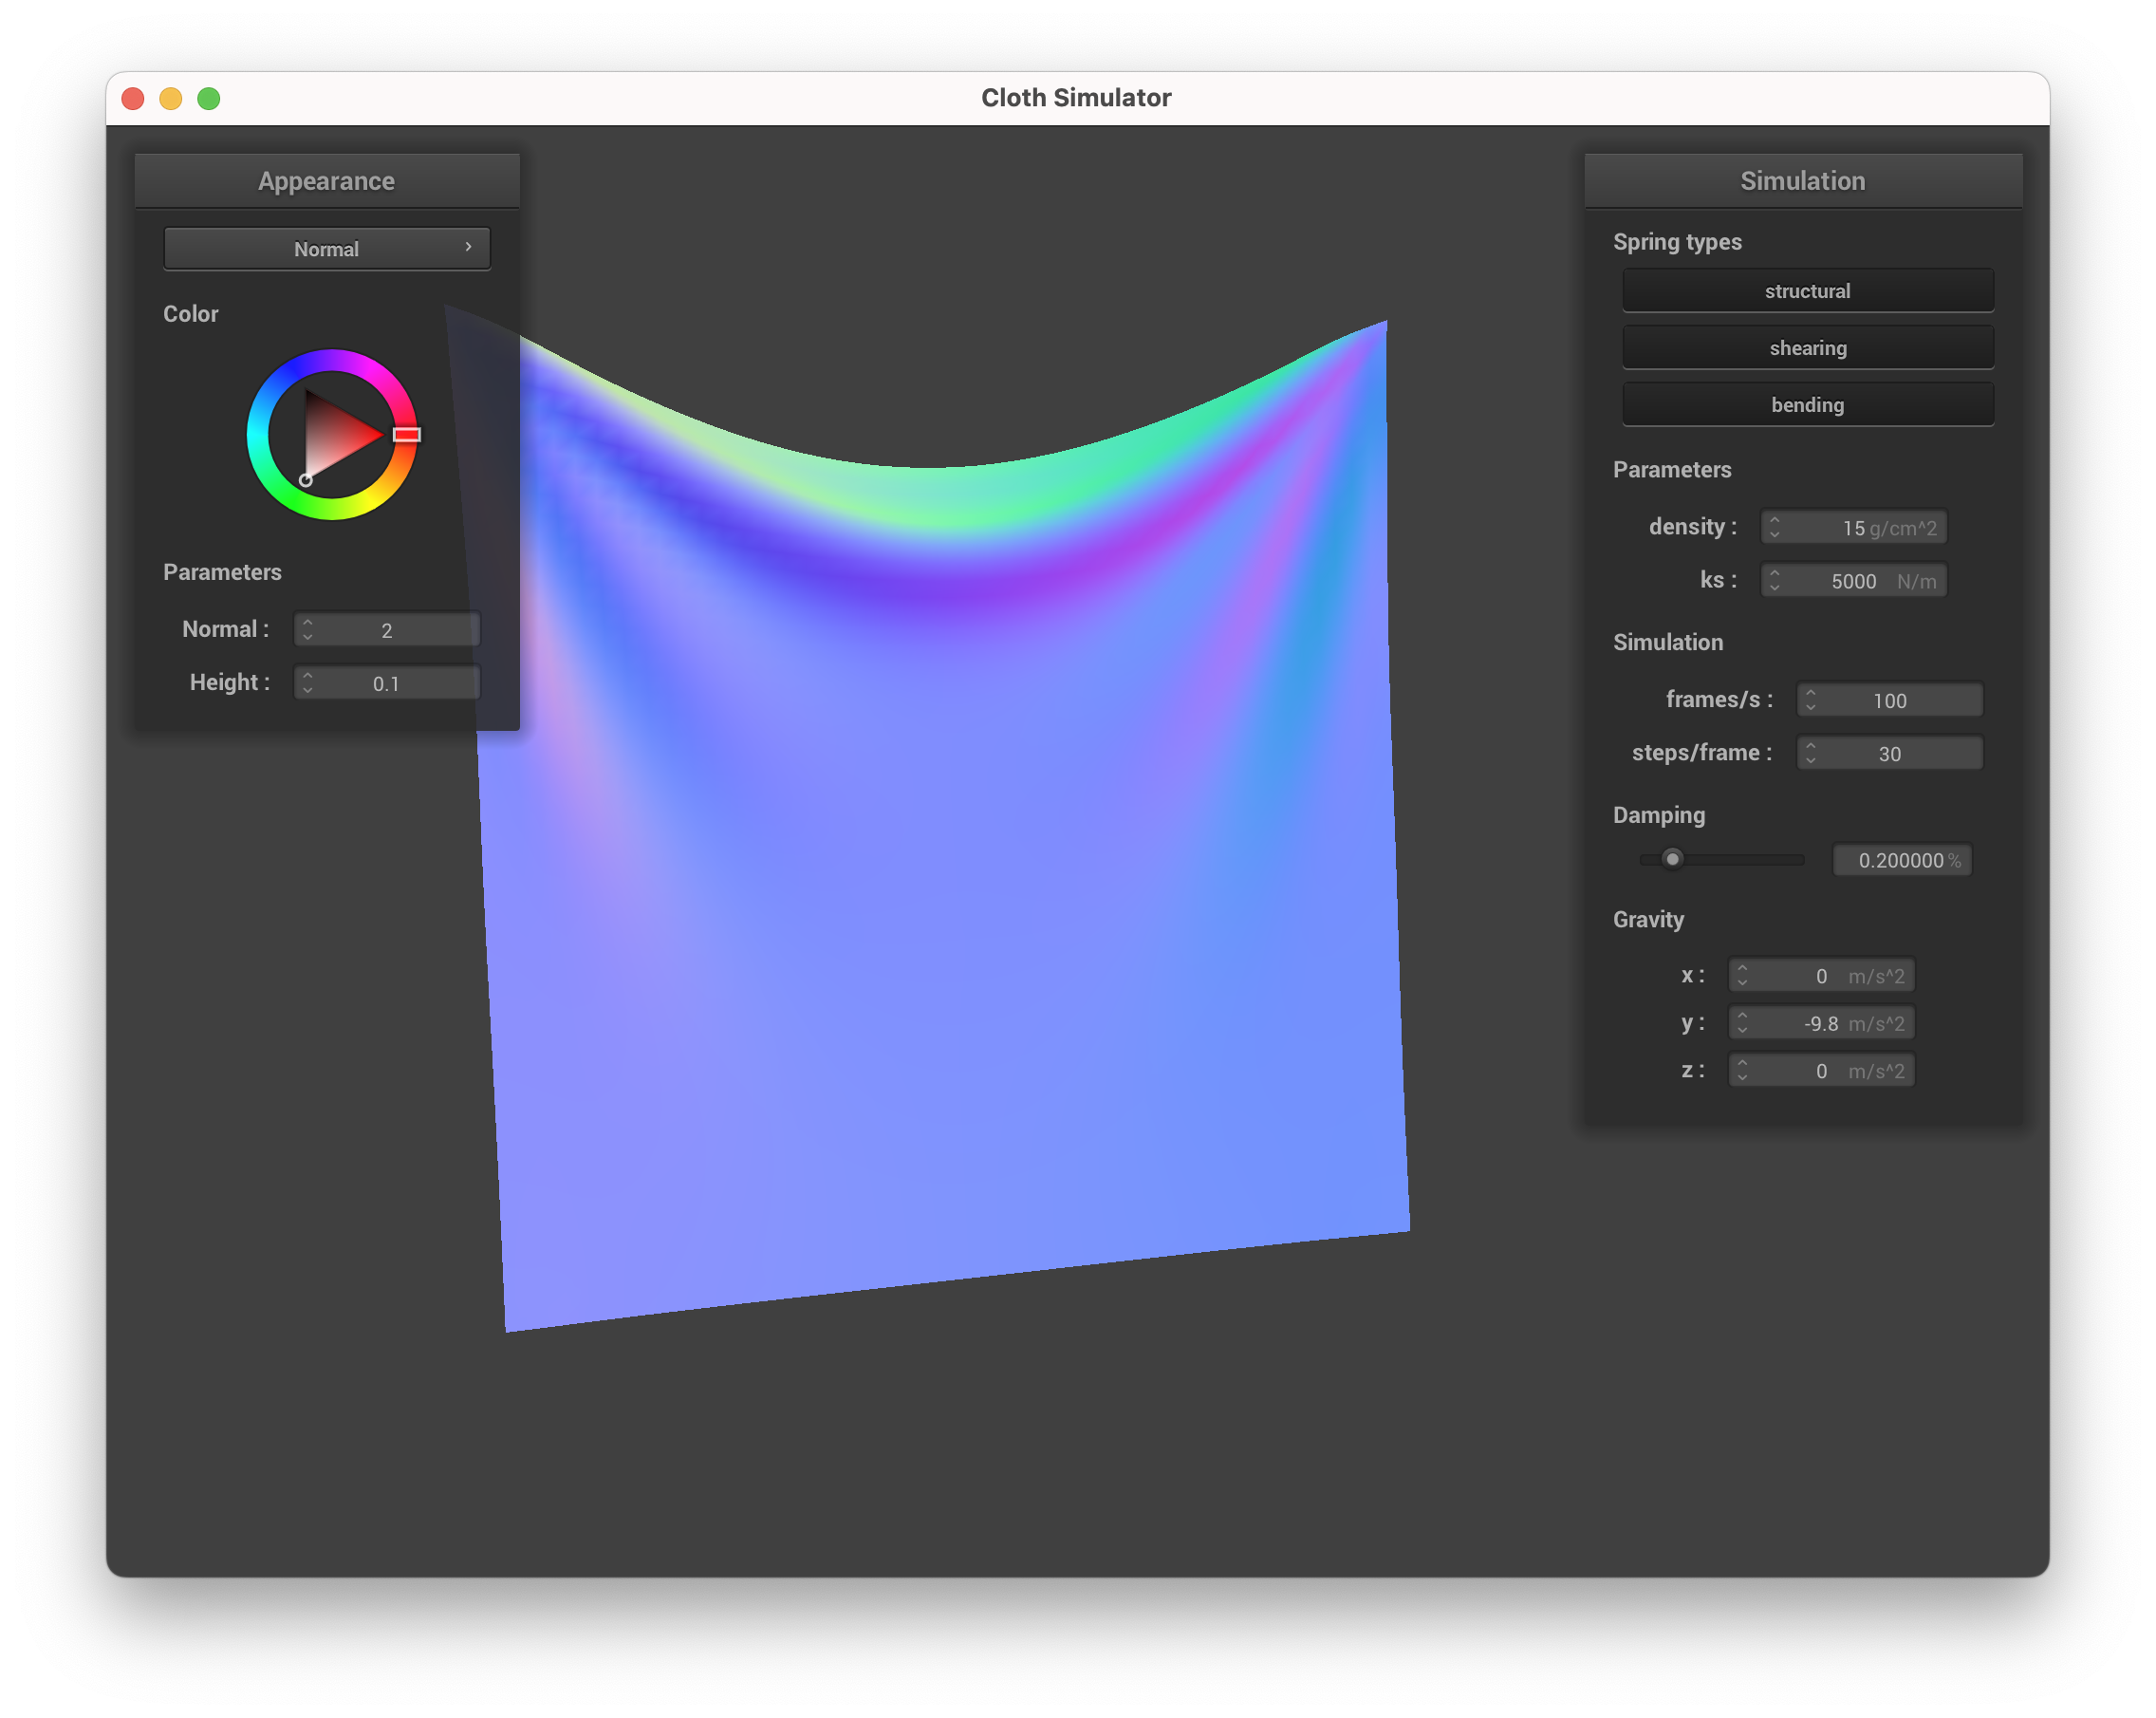 Cloth Simulator
Appearance
Normal
Color
Parameters
Normal : 2
Height : 0.1
Simulation
Spring types
structural
shearing
bending
Parameters
density : 15 g/cm^2
ks : 5000 N/m
Simulation
frames/s : 100
steps/frame : 30
Damping
0.200000 %
Gravity
x : 0 m/s^2
y : -9.8 m/s^2
z : 0 m/s^2